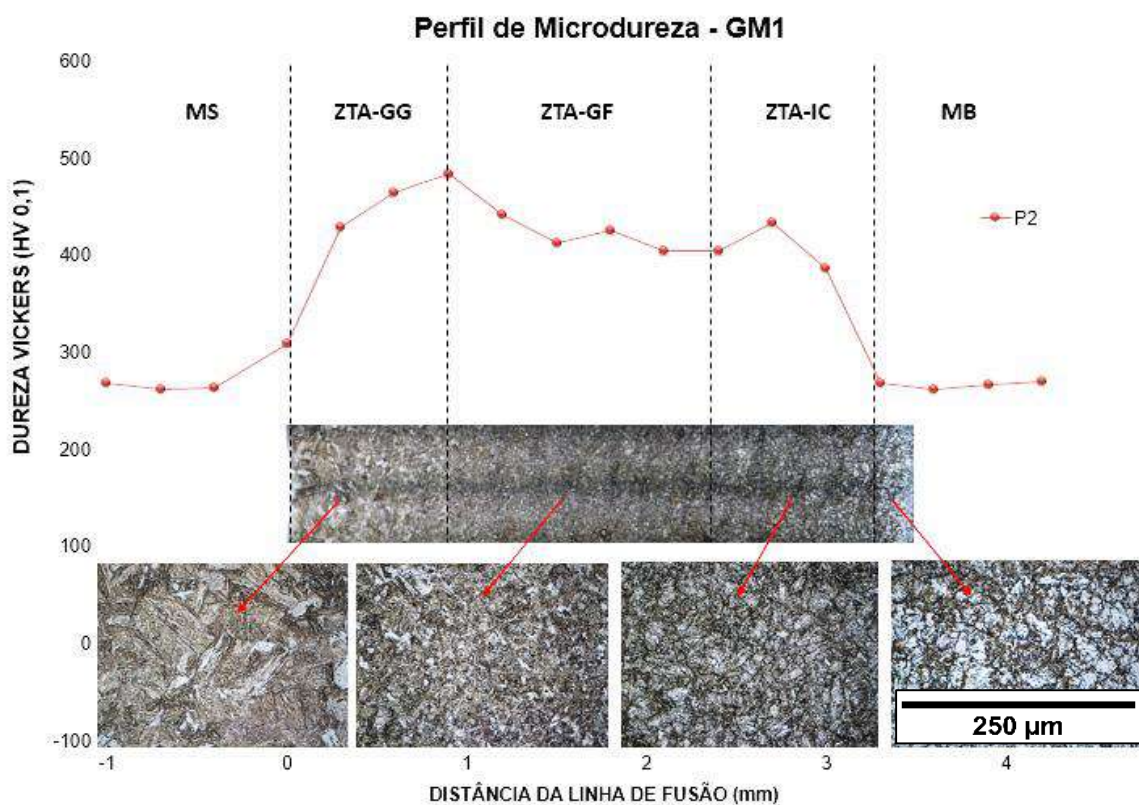 Perfil de Microdureza - GM1
600
MS
ZTA-GG
ZTA-GF
ZTA-IC
MB
500
P2
400
300
200
100
0
-100
DUREZA VICKERS (HV 0,1)
250 µm
-1
0
1
2
3
4
DISTÂNCIA DA LINHA DE FUSÃO (mm)